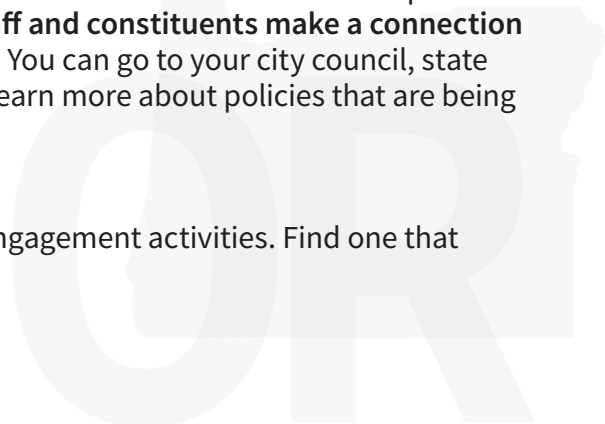 ff and constituents make a connection
You can go to your city council, state
earn more about policies that are being
ngagement activities. Find one that
OR